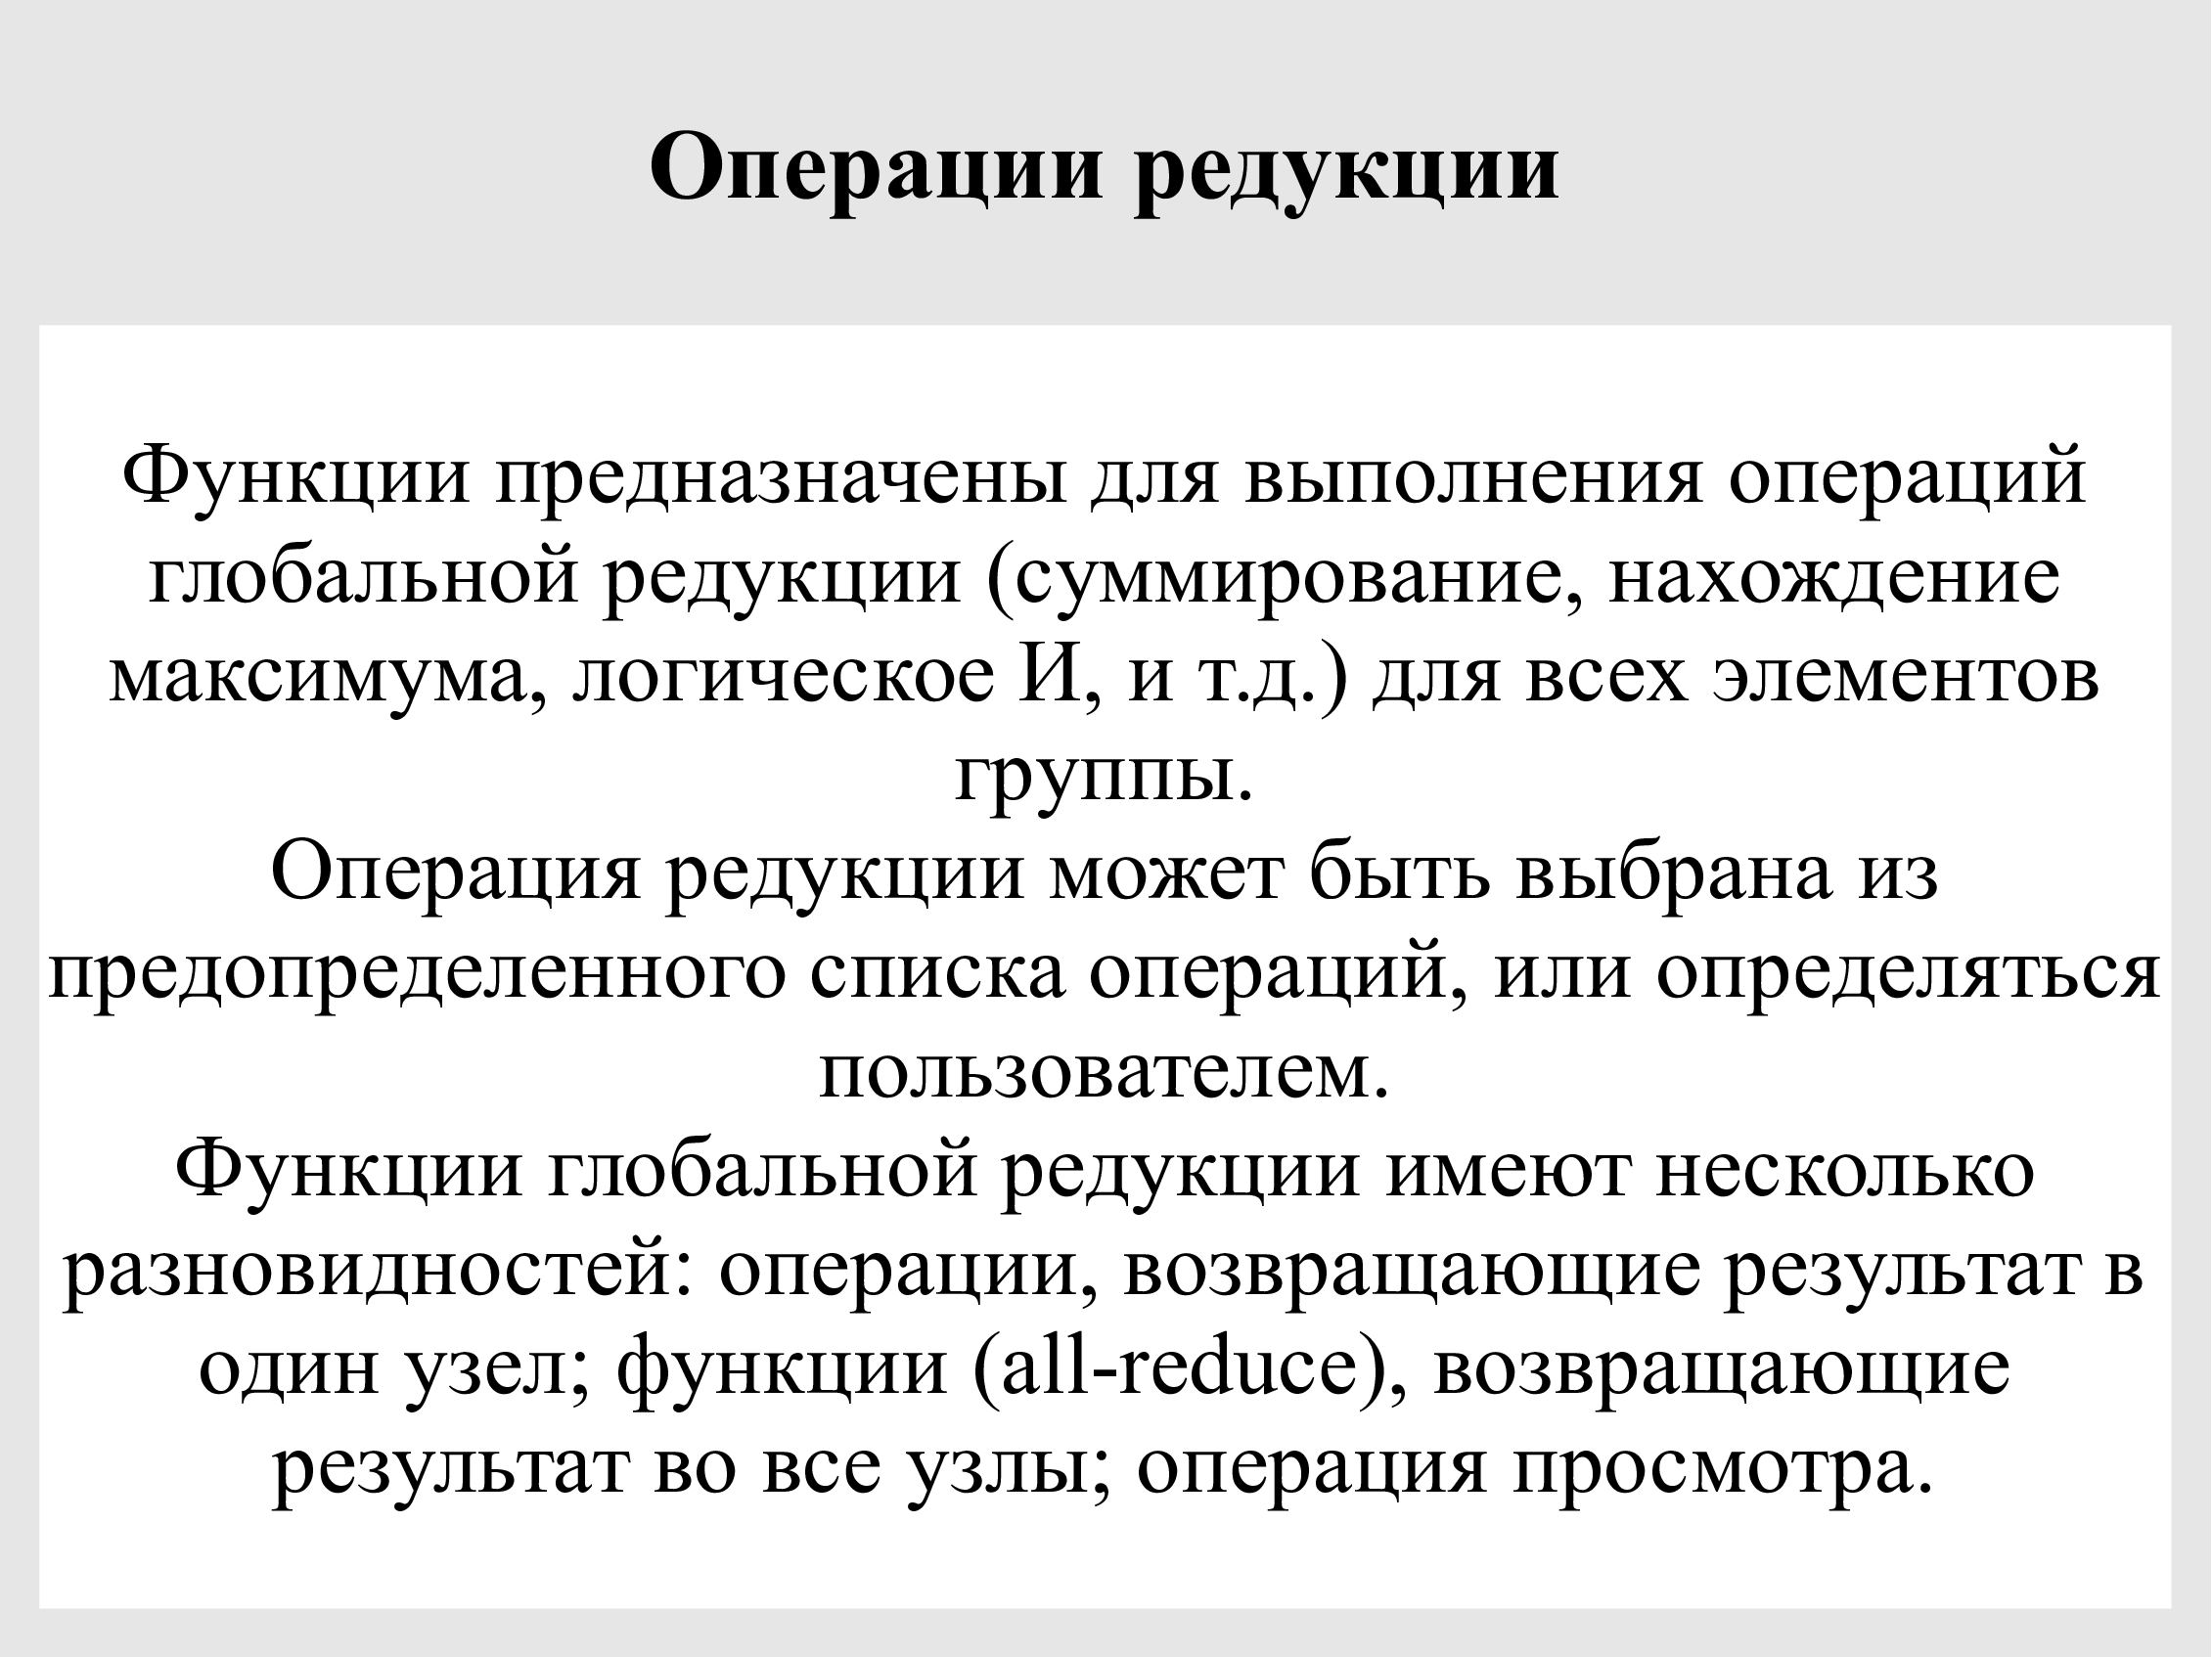 Операции редукции
Функции предназначены для выполнения операций
глобальной редукции (суммирование, нахождение
максимума, логическое И, и т.д.) для всех элементов
группы.
Операция редукции может быть выбрана из
предопределенного списка операций, или определяться
пользователем.
Функции глобальной редукции имеют несколько
разновидностей: операции, возвращающие результат в
один узел; функции (all-reduce), возвращающие
результат во все узлы; операция просмотра.